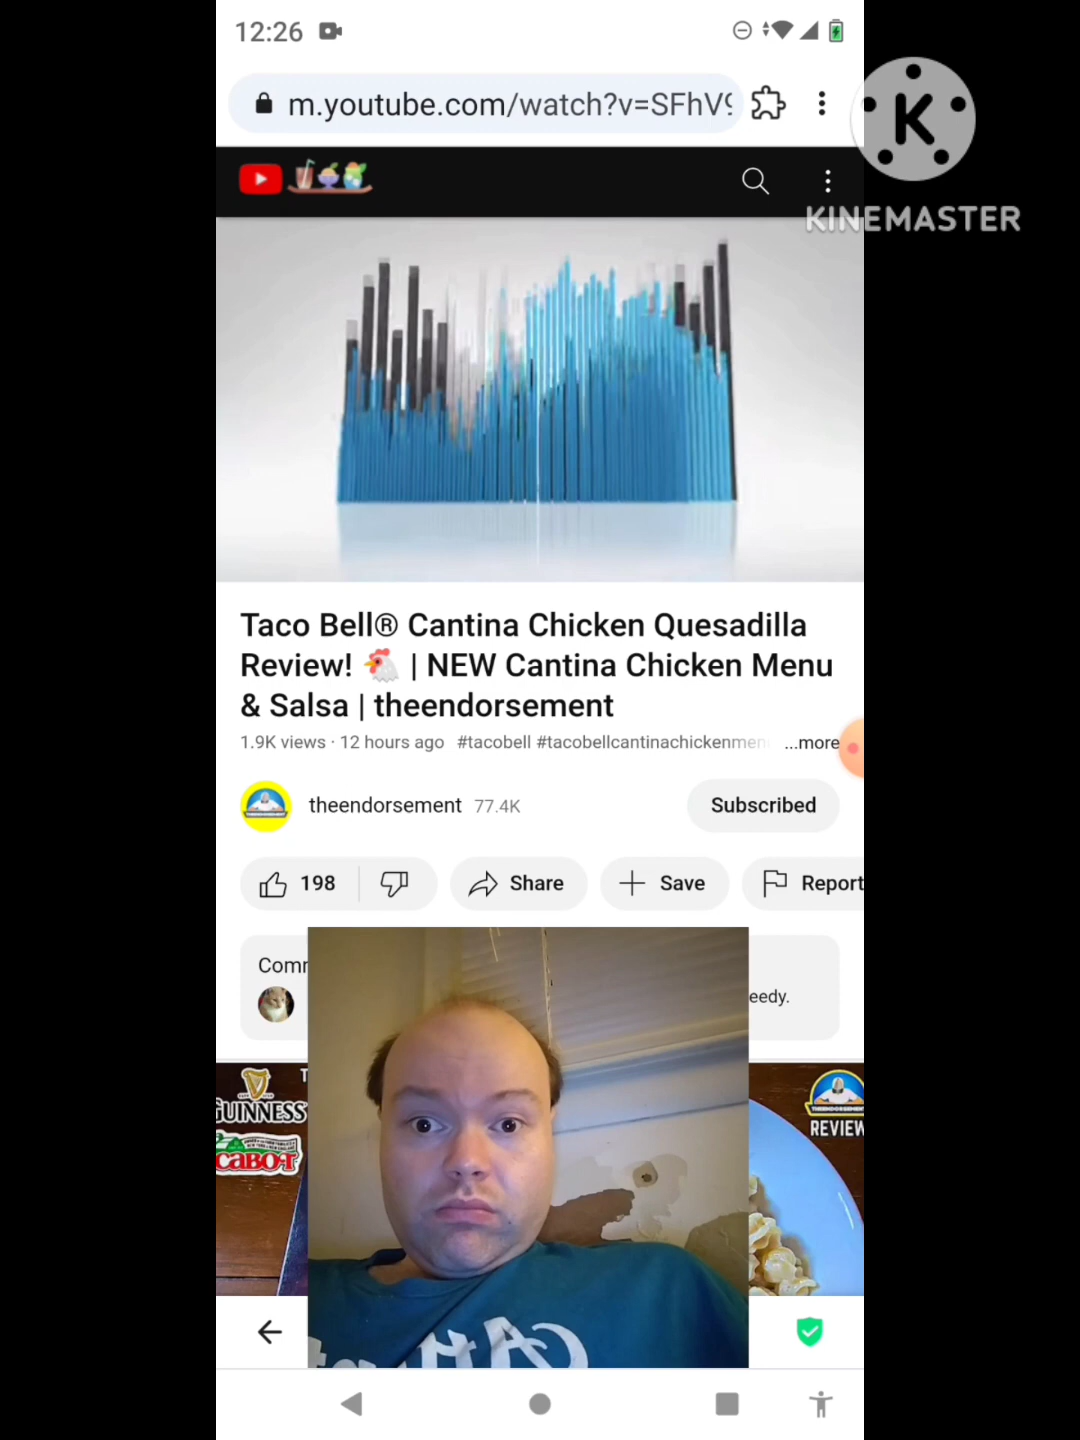 12:26
m.youtube.com/watch?v=SFhV9
KINEMASTER
Taco Bell® Cantina Chicken Quesadilla
Review! 🐔 | NEW Cantina Chicken Menu
& Salsa | theendorsement
1.9K views · 12 hours ago #tacobell #tacobellcantinachickenmen ...more
theendorsement 77.4K
Subscribed
198
Share
Save
Report
Com
eedy.
GUINNESS
CABOT
REVIEW